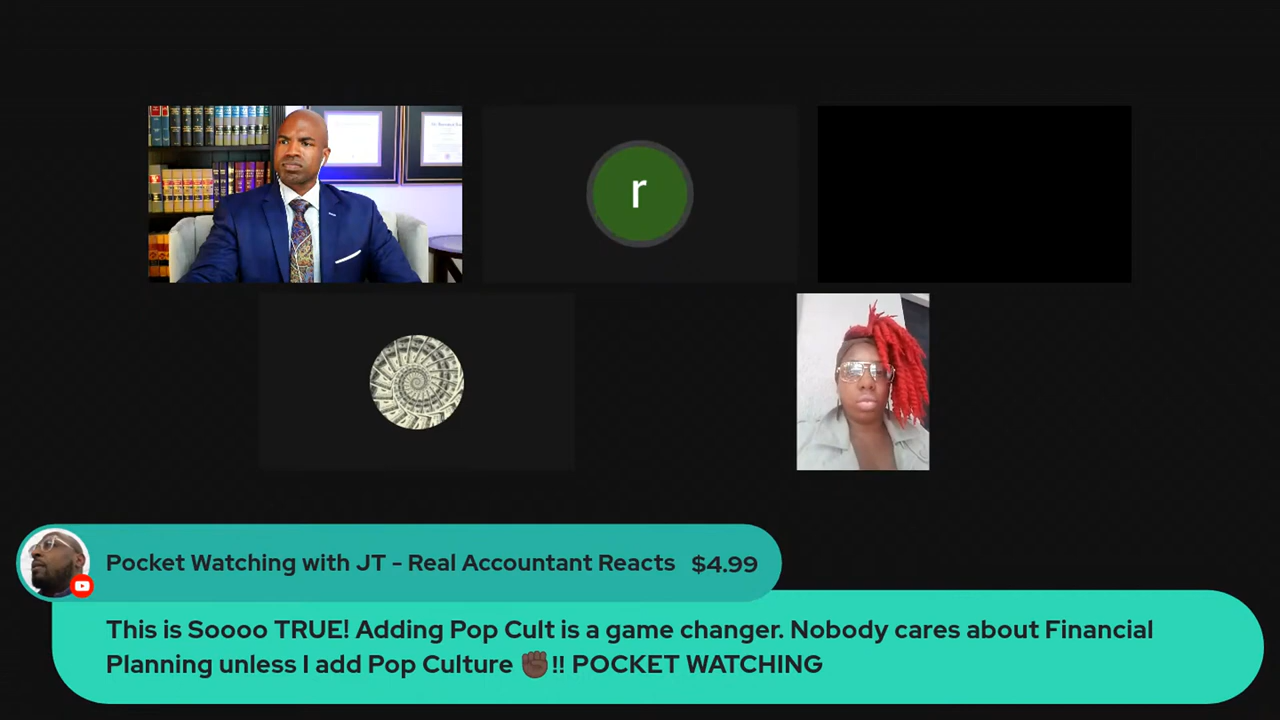 r
Pocket Watching with JT - Real Accountant Reacts $4.99
This is Soooo TRUE! Adding Pop Cult is a game changer. Nobody cares about Financial
Planning unless I add Pop Culture ✊🏿!! POCKET WATCHING